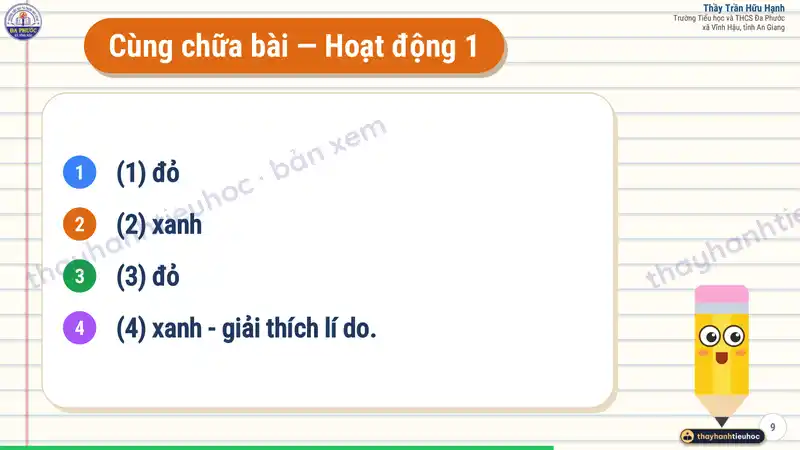 Thầy Trần Hữu Hạnh
Trường Tiểu học và THCS Đa Phước
xã Vĩnh Hậu, tỉnh An Giang
ĐA PHƯỚC
Cùng chữa bài – Hoạt động 1
1 (1) đỏ
2 (2) xanh
3 (3) đỏ
4 (4) xanh - giải thích lí do.
thayhanhtieuhoc · bản xem
thayhanhtie
thayhanhtieuhoc
9